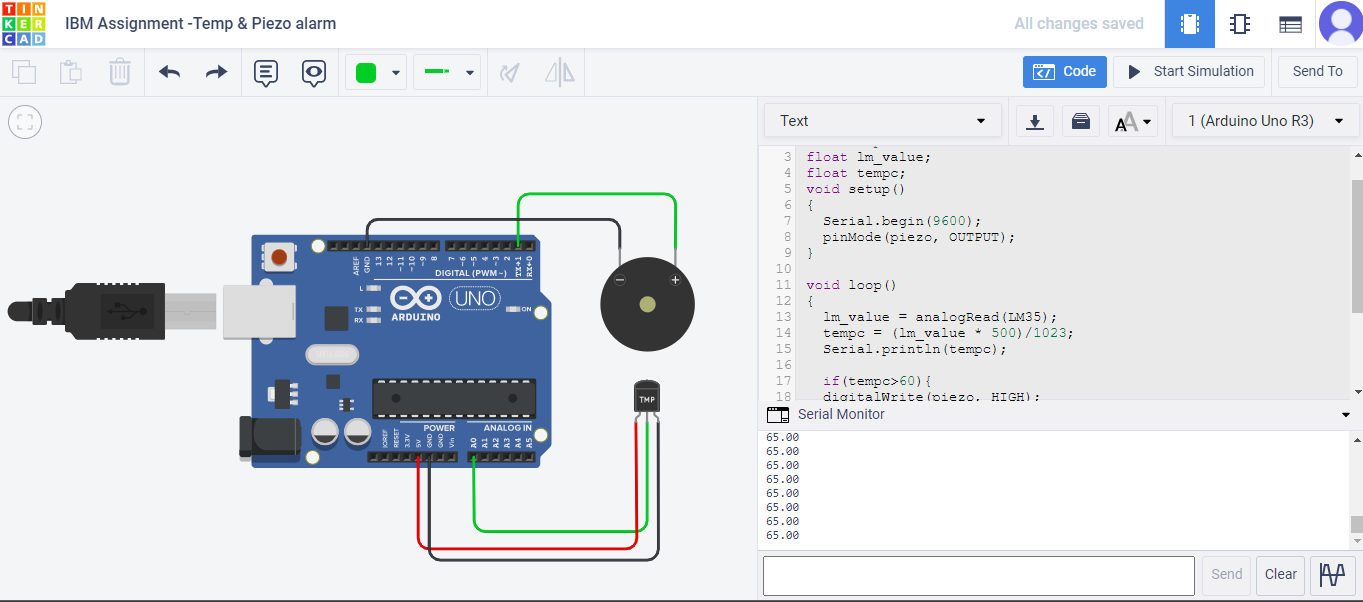 TIN
KER
CAD
IBM Assignment -Temp & Piezo alarm
All changes saved
Code
Start Simulation
Send To
Text
1 (Arduino Uno R3)
3 float lm_value;
4 float tempc;
5 void setup()
6 {
7 Serial.begin(9600);
8 pinMode(piezo, OUTPUT);
9 }
10
11 void loop()
12 {
13 lm_value = analogRead(LM35);
14 tempc = (lm_value * 500)/1023;
15 Serial.println(tempc);
16
17 if(tempc>60){
18 digitalWrite(piezo, HIGH);
AREF
GND
13
12
~11
~10
~9
8
7
~6
~5
4
~3
2
TX→1
RX←0
DIGITAL (PWM~)
L
TX
RX
ARDUINO
UNO
ON
TMP
POWER
ANALOG IN
IOREF
RESET
3.3V
5V
GND
GND
Vin
A0
A1
A2
A3
A4
A5
Serial Monitor
65.00
65.00
65.00
65.00
65.00
65.00
65.00
65.00
Send
Clear